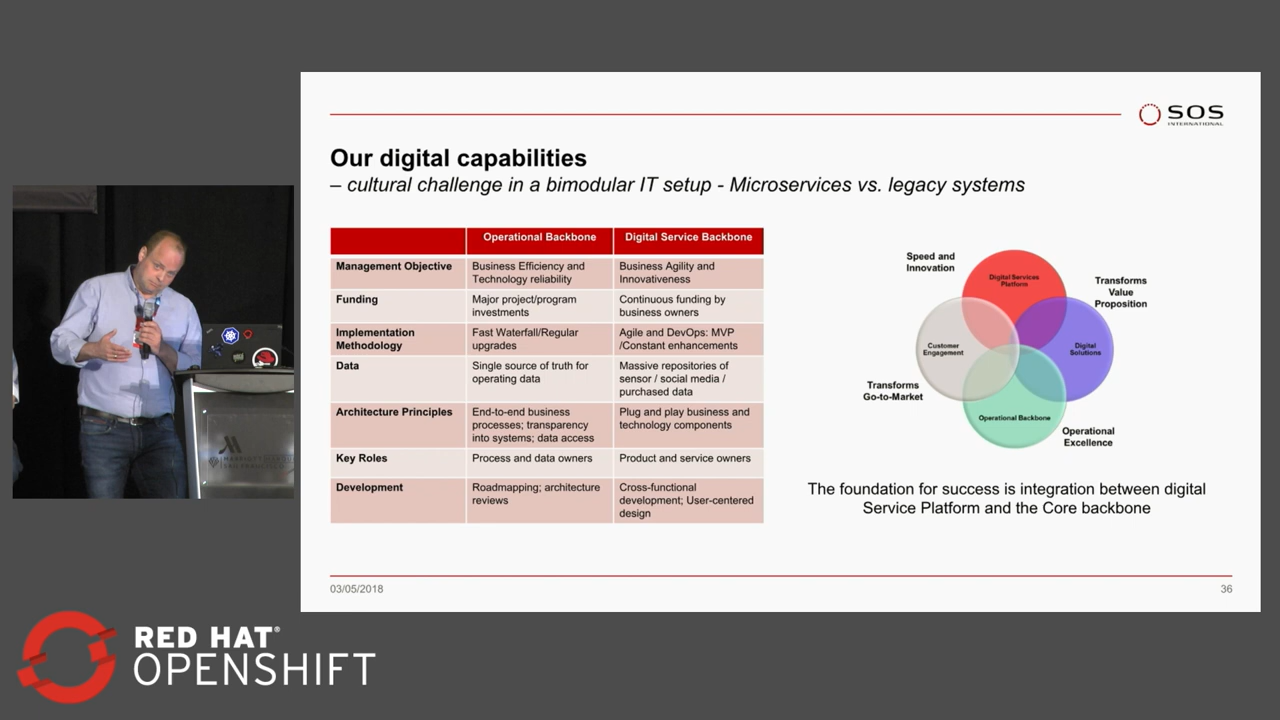 SOS
INTERNATIONAL
Our digital capabilities
– cultural challenge in a bimodular IT setup - Microservices vs. legacy systems
Operational Backbone
Digital Service Backbone
Management Objective
Business Efficiency and
Technology reliability
Business Agility and
Innovativeness
Funding
Major project/program
investments
Continuous funding by
business owners
Implementation
Methodology
Fast Waterfall/Regular
upgrades
Agile and DevOps: MVP
/Constant enhancements
Data
Single source of truth for
operating data
Massive repositories of
sensor / social media /
purchased data
Architecture Principles
End-to-end business
processes; transparency
into systems; data access
Plug and play business and
technology components
Key Roles
Process and data owners
Product and service owners
Development
Roadmapping; architecture
reviews
Cross-functional
development; User-centered
design
Speed and
Innovation
Digital Services
Platform
Transforms
Value
Proposition
Customer
Engagement
Digital
Solutions
Transforms
Go-to-Market
Operational Backbone
Operational
Excellence
The foundation for success is integration between digital
Service Platform and the Core backbone
03/05/2018
36
MARRIOTT
SAN FRANCISCO
RED HAT®
OPENSHIFT